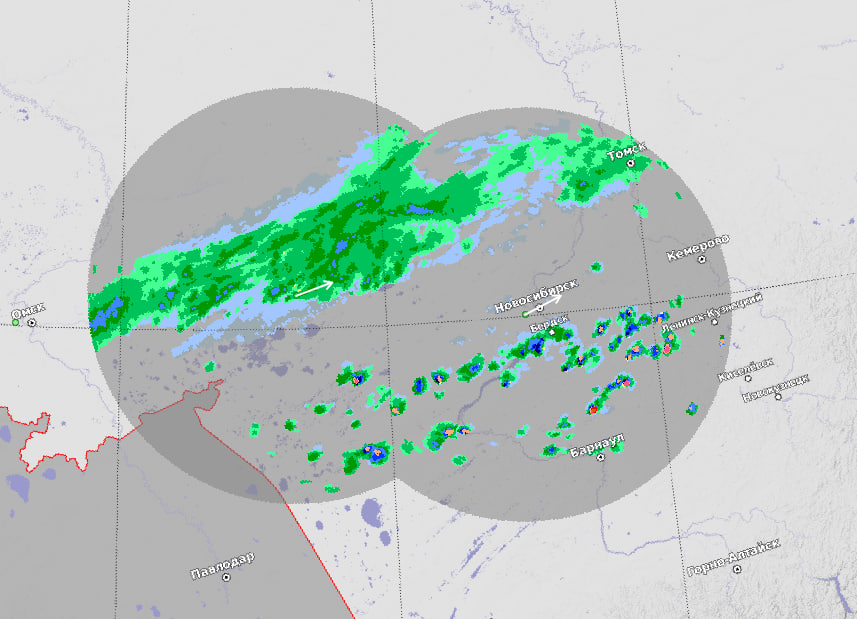 Томск
Кемерово
Омск
Новосибирск
Бердск
Ленинск-Кузнецкий
Киселёвск
Новокузнецк
Барнаул
Павлодар
Горно-Алтайск